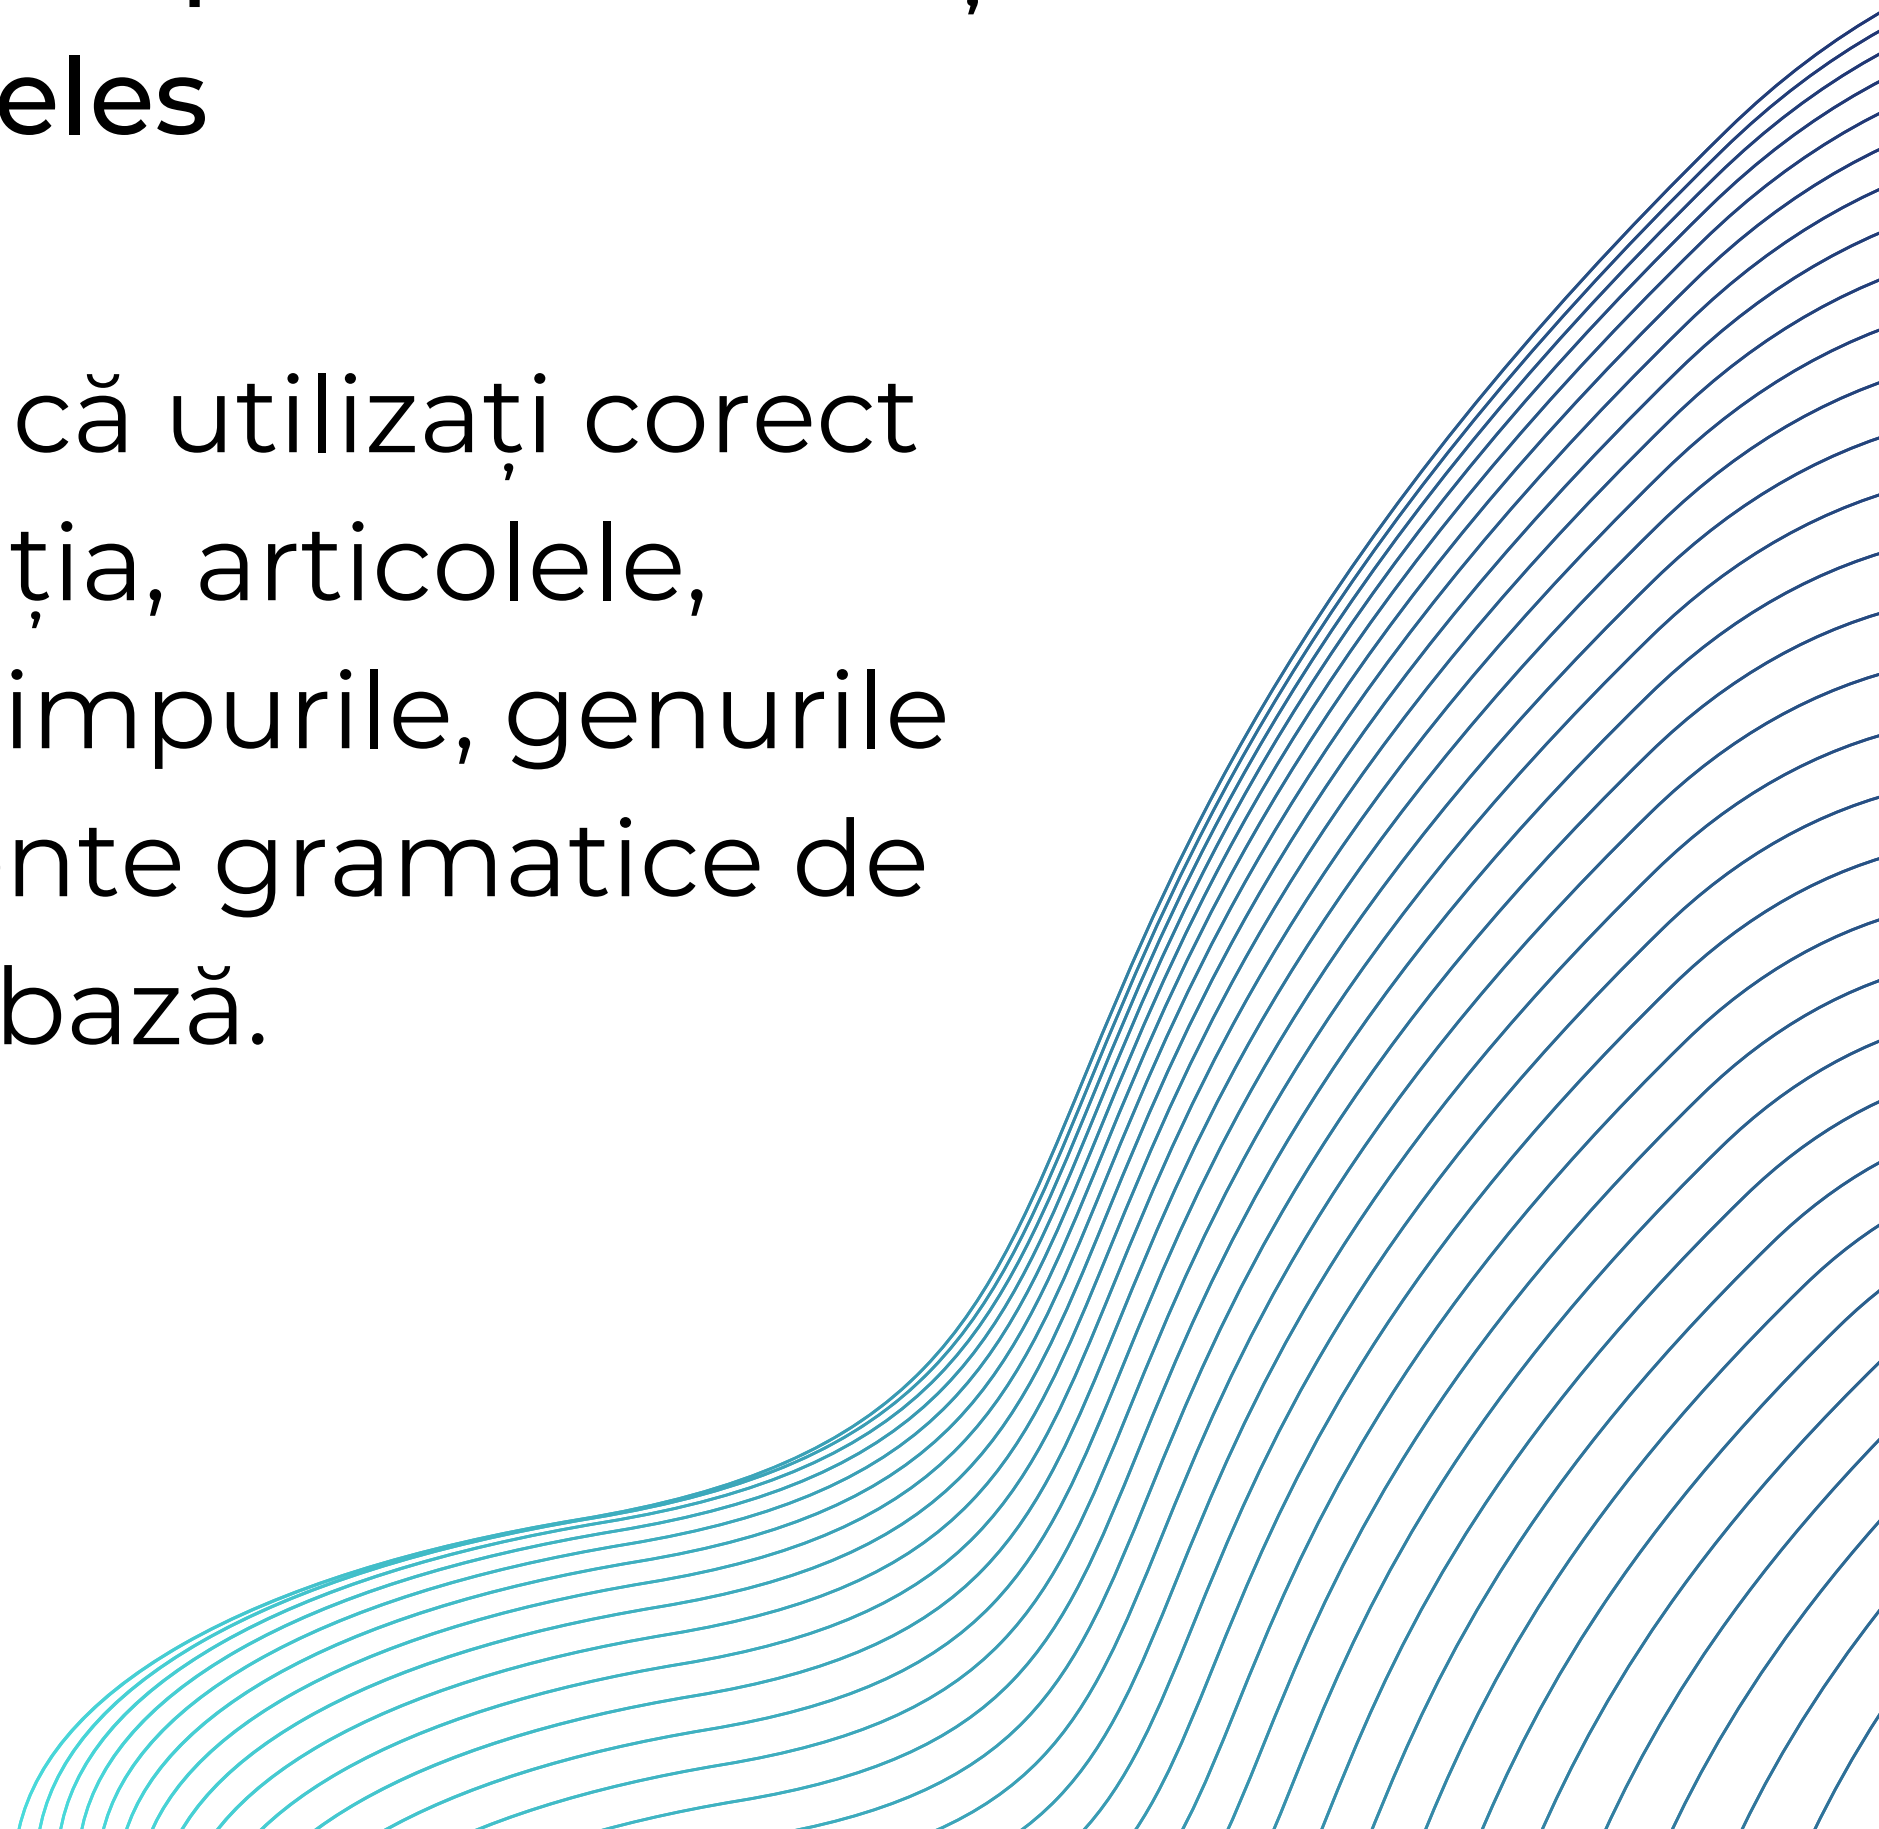 eles
că utilizați corect
ția, articolele,
impurile, genurile
nte gramatice de
bază.